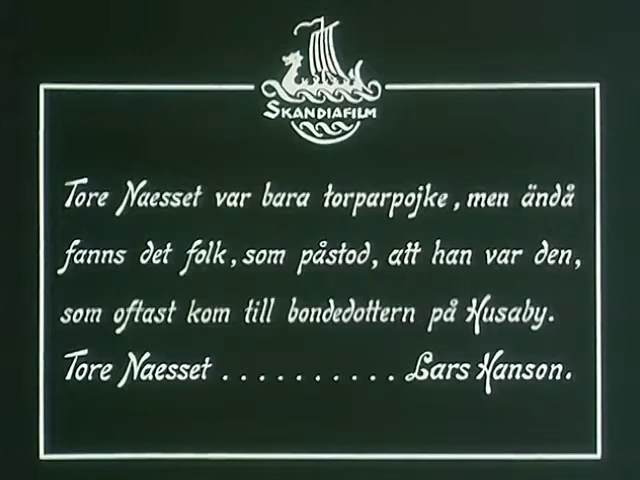 SKANDIAFILM
Tore Naesset var bara torparpojke, men ändå
fanns det folk, som påstod, att han var den,
som oftast kom till bondedottern på Husaby.
Tore Naesset .......... Lars Hanson.